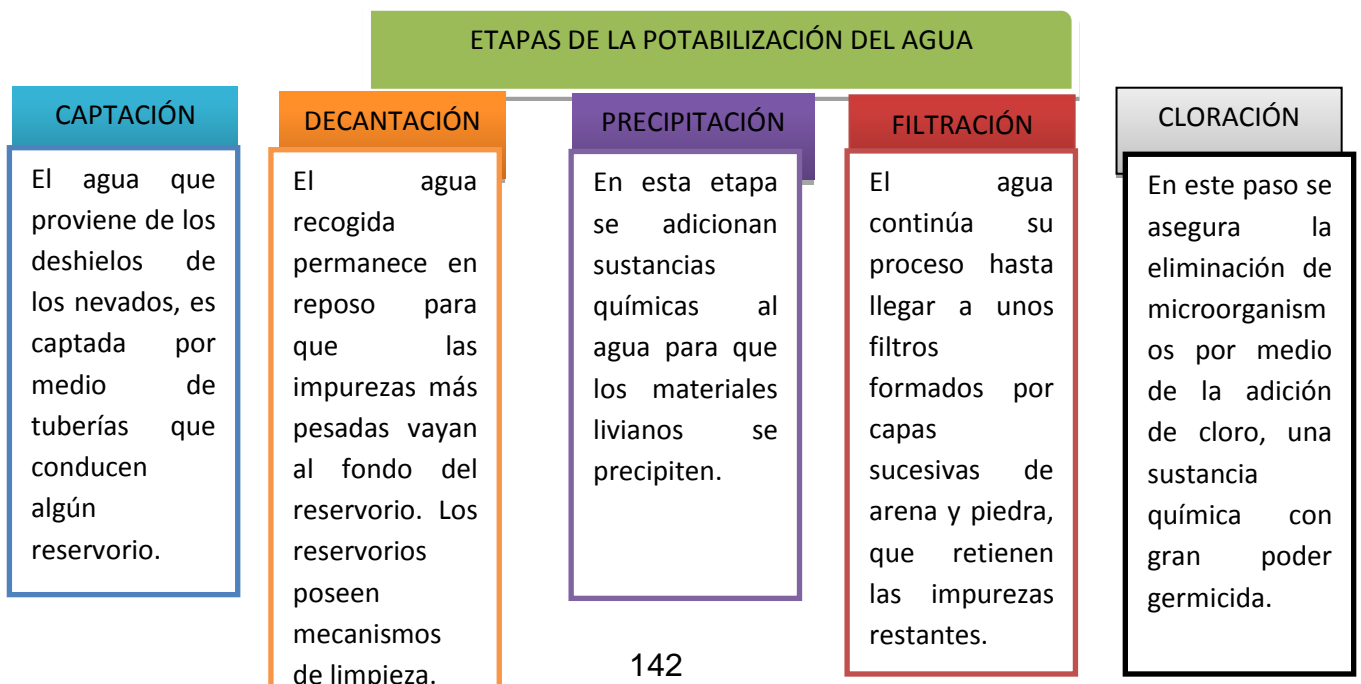 ETAPAS DE LA POTABILIZACIÓN DEL AGUA
CAPTACIÓN
El agua que
proviene de los
deshielos de
los nevados, es
captada por
medio de
tuberías que
conducen
algún
reservorio.
DECANTACIÓN
El agua
recogida
permanece en
reposo para
que las
impurezas más
pesadas vayan
al fondo del
reservorio. Los
reservorios
poseen
mecanismos
de limpieza.
PRECIPITACIÓN
En esta etapa
se adicionan
sustancias
químicas al
agua para que
los materiales
livianos se
precipiten.
FILTRACIÓN
El agua
continúa su
proceso hasta
llegar a unos
filtros
formados por
capas
sucesivas de
arena y piedra,
que retienen
las impurezas
restantes.
CLORACIÓN
En este paso se
asegura la
eliminación de
microorganism
os por medio
de la adición
de cloro, una
sustancia
química con
gran poder
germicida.
142